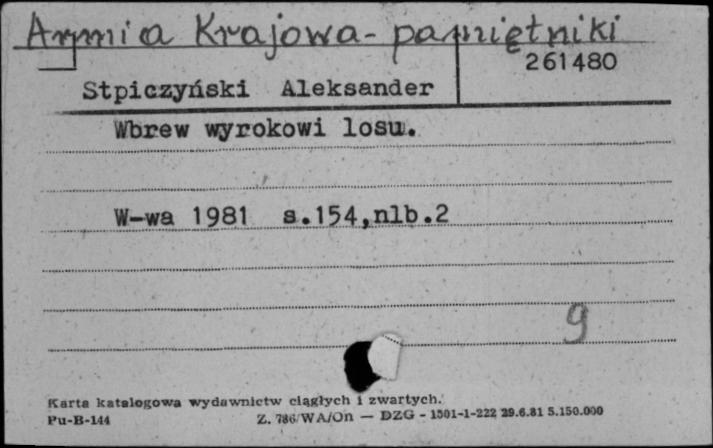 Armia Krajowa - pamiętniki
261480
Stpiczyński Aleksander
Wbrew wyrokowi losu.
W-wa 1981 s.154,nlb.2
9
Karta katalogowa wydawnictw ciągłych i zwartych.
Pu-B-144 Z. 786/WA/On — DZG - 1501-1-222 29.6.81 5.150.000